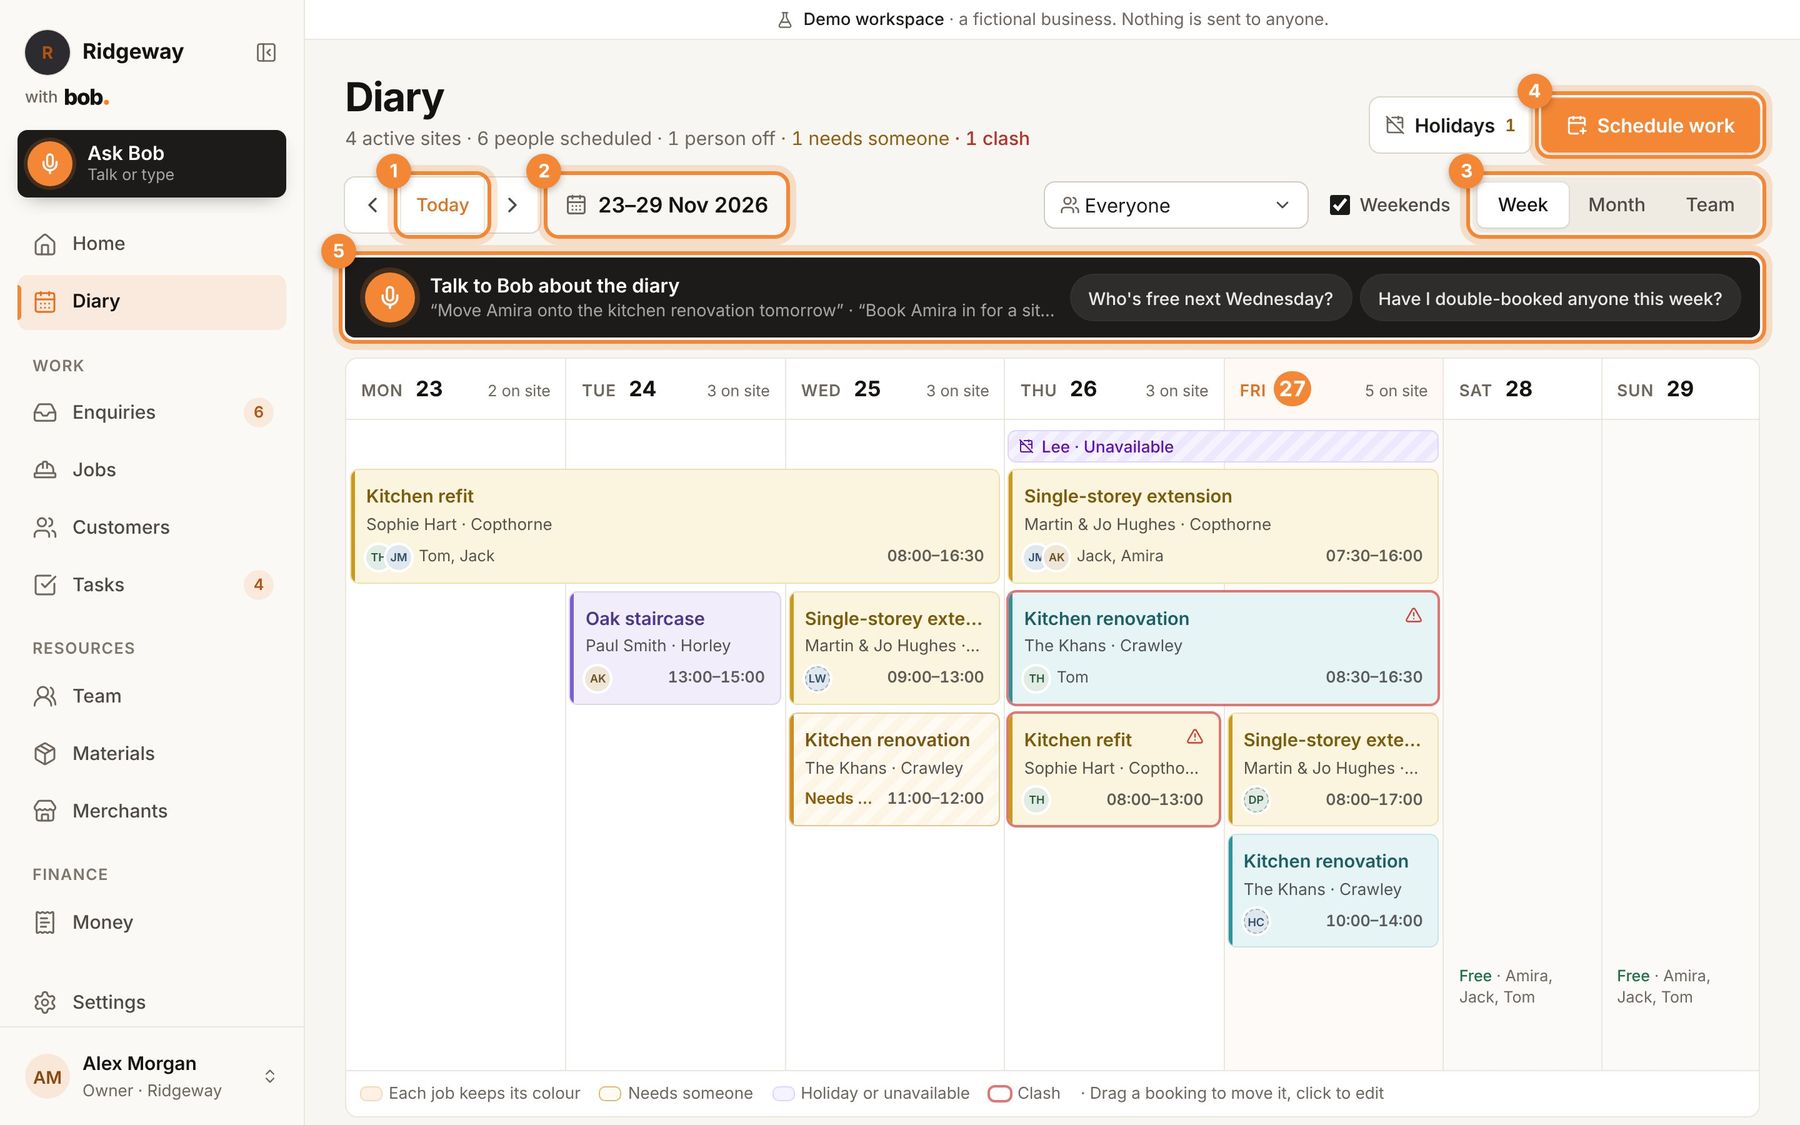 Demo workspace · a fictional business. Nothing is sent to anyone.
R
Ridgeway
with bob.
Ask Bob
Talk or type
Home
Diary
WORK
Enquiries 6
Jobs
Customers
Tasks 4
RESOURCES
Team
Materials
Merchants
FINANCE
Money
Settings
AM
Alex Morgan
Owner · Ridgeway
Diary
4 active sites · 6 people scheduled · 1 person off · 1 needs someone · 1 clash
Holidays 1
4
Schedule work
1
Today
2
23–29 Nov 2026
Everyone
Weekends
3
Week Month Team
5
Talk to Bob about the diary
“Move Amira onto the kitchen renovation tomorrow” · “Book Amira in for a sit...
Who's free next Wednesday?
Have I double-booked anyone this week?
MON 23 2 on site
TUE 24 3 on site
WED 25 3 on site
THU 26 3 on site
FRI 27 5 on site
SAT 28
SUN 29
Lee · Unavailable
Kitchen refit
Sophie Hart · Copthorne
TH JM Tom, Jack 08:00–16:30
Single-storey extension
Martin & Jo Hughes · Copthorne
JM AK Jack, Amira 07:30–16:00
Oak staircase
Paul Smith · Horley
AK 13:00–15:00
Single-storey exte...
Martin & Jo Hughes ·...
LW 09:00–13:00
Kitchen renovation
The Khans · Crawley
TH Tom 08:30–16:30
Kitchen renovation
The Khans · Crawley
Needs ... 11:00–12:00
Kitchen refit
Sophie Hart · Coptho...
TH 08:00–13:00
Single-storey exte...
Martin & Jo Hughes ·...
DP 08:00–17:00
Kitchen renovation
The Khans · Crawley
HC 10:00–14:00
Free · Amira,
Jack, Tom
Free · Amira,
Jack, Tom
Each job keeps its colour
Needs someone
Holiday or unavailable
Clash
· Drag a booking to move it, click to edit